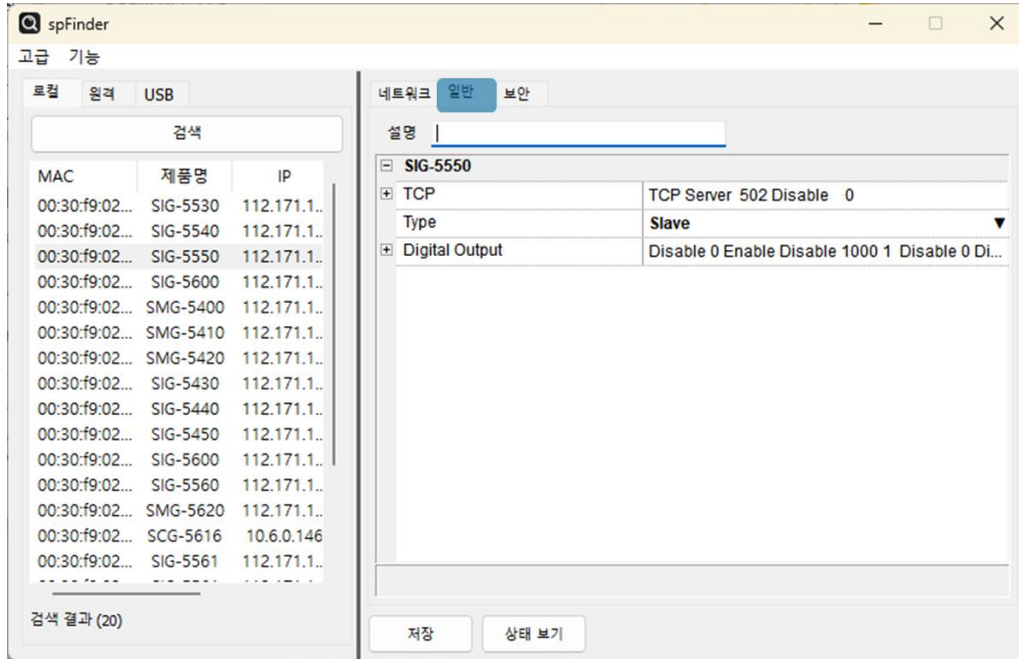 spFinder
고급 기능
로컬 원격 USB
검색
MAC 제품명 IP
00:30:f9:02... SIG-5530 112.171.1..
00:30:f9:02... SIG-5540 112.171.1..
00:30:f9:02... SIG-5550 112.171.1..
00:30:f9:02... SIG-5600 112.171.1..
00:30:f9:02... SMG-5400 112.171.1..
00:30:f9:02... SMG-5410 112.171.1..
00:30:f9:02... SMG-5420 112.171.1..
00:30:f9:02... SIG-5430 112.171.1..
00:30:f9:02... SIG-5440 112.171.1..
00:30:f9:02... SIG-5450 112.171.1..
00:30:f9:02... SIG-5600 112.171.1..
00:30:f9:02... SIG-5560 112.171.1..
00:30:f9:02... SMG-5620 112.171.1..
00:30:f9:02... SCG-5616 10.6.0.146
00:30:f9:02... SIG-5561 112.171.1..
검색 결과 (20)
네트워크 일반 보안
설명
SIG-5550
TCP TCP Server 502 Disable 0
Type Slave
Digital Output Disable 0 Enable Disable 1000 1 Disable 0 Di...
저장 상태 보기